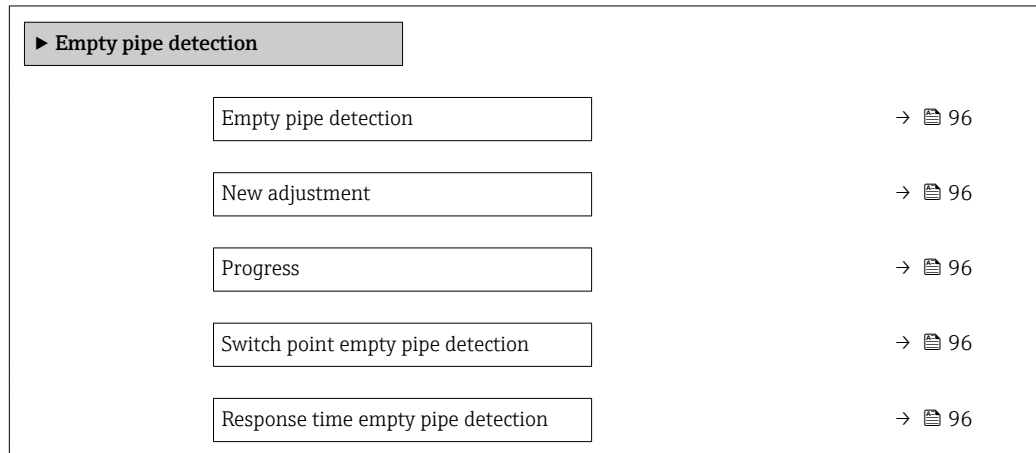 ► Empty pipe detection
Empty pipe detection → 96
New adjustment → 96
Progress → 96
Switch point empty pipe detection → 96
Response time empty pipe detection → 96